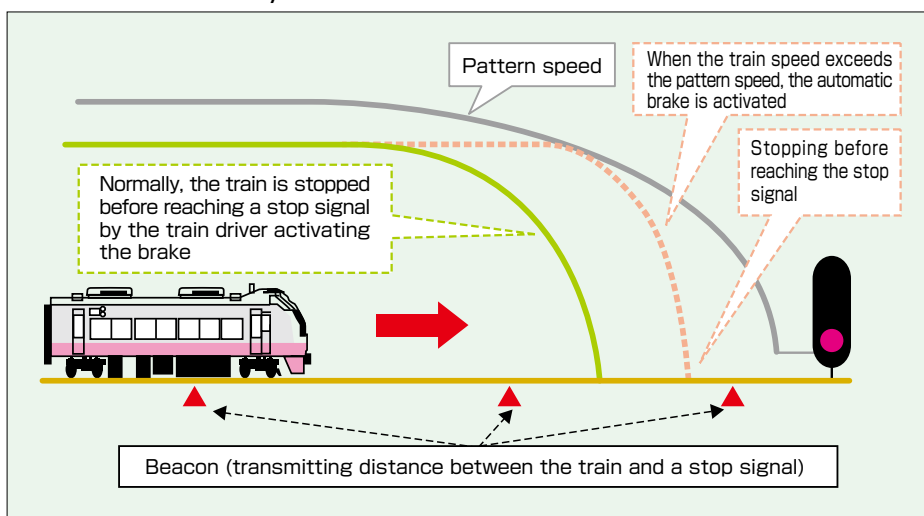 Pattern speed
When the train speed exceeds
the pattern speed, the automatic
brake is activated
Stopping before
reaching the stop
signal
Normally, the train is stopped
before reaching a stop signal
by the train driver activating
the brake
Beacon (transmitting distance between the train and a stop signal)